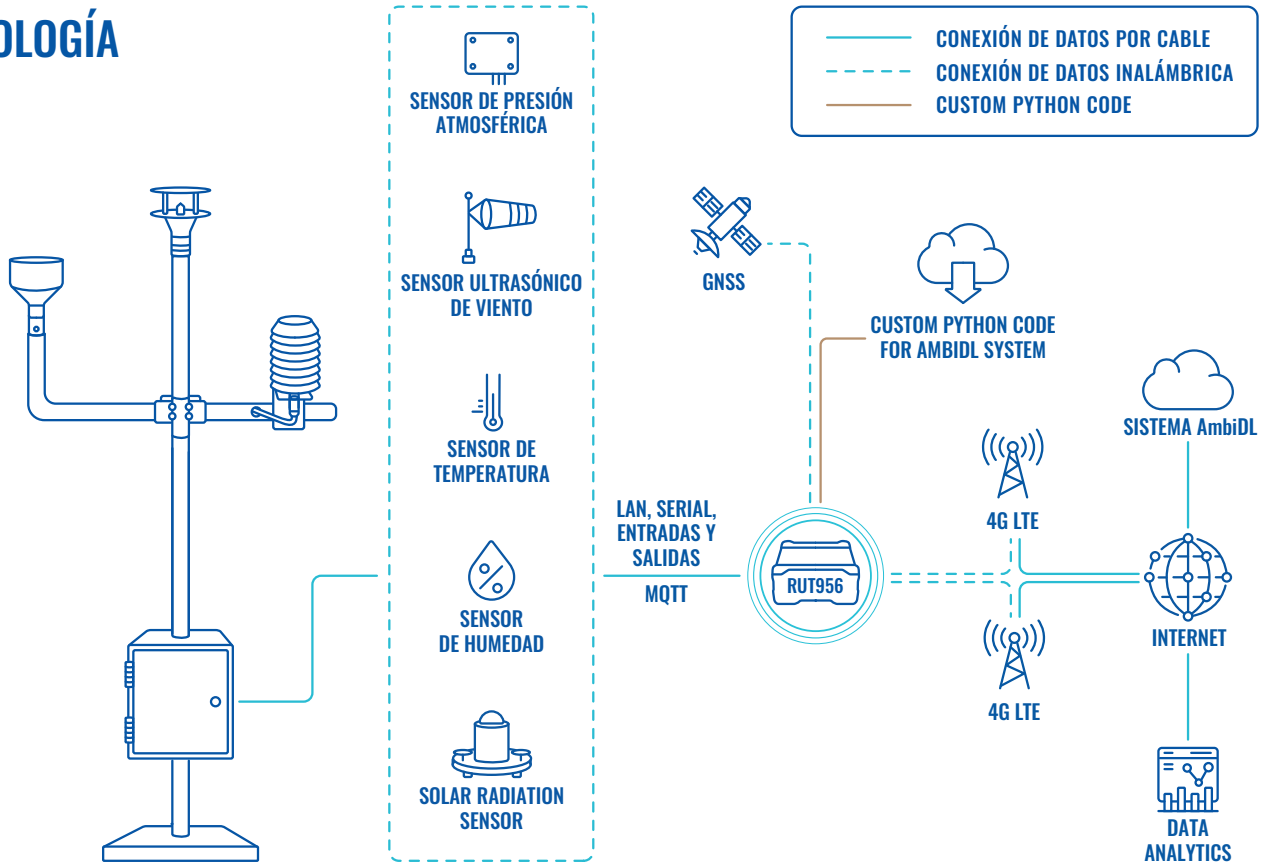 OLOGÍA
CONEXIÓN DE DATOS POR CABLE
CONEXIÓN DE DATOS INALÁMBRICA
CUSTOM PYTHON CODE
SENSOR DE PRESIÓN
ATMOSFÉRICA
SENSOR ULTRASÓNICO
DE VIENTO
SENSOR DE
TEMPERATURA
SENSOR
DE HUMEDAD
SOLAR RADIATION
SENSOR
LAN, SERIAL,
ENTRADAS Y
SALIDAS
MQTT
GNSS
CUSTOM PYTHON CODE
FOR AMBIDL SYSTEM
RUT956
4G LTE
4G LTE
SISTEMA AmbiDL
INTERNET
DATA
ANALYTICS